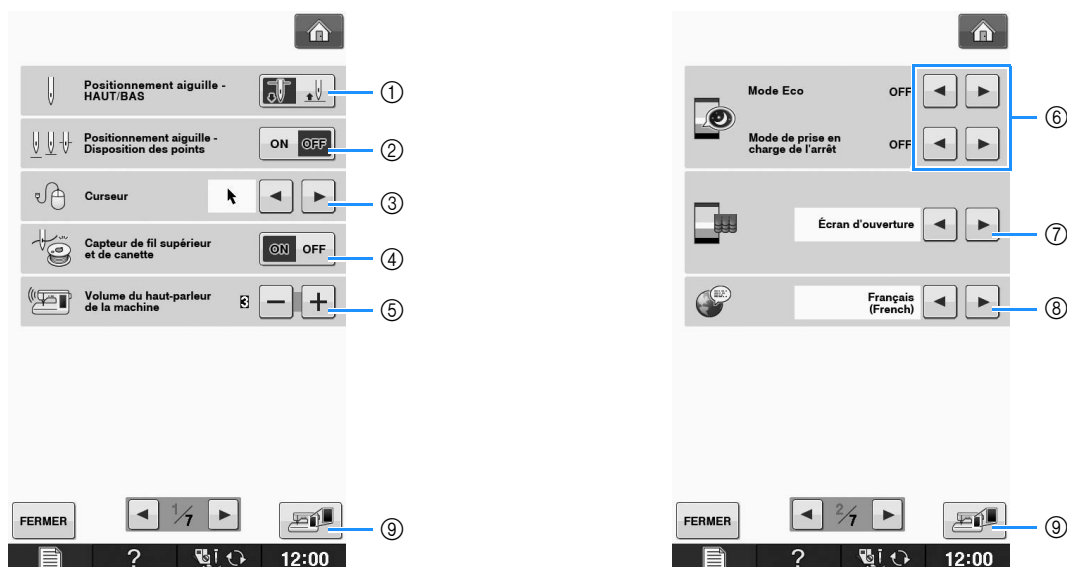 Positionnement aiguille -
HAUT/BAS
①
Positionnement aiguille -
Disposition des points
ON OFF
②
Curseur
③
Capteur de fil supérieur
et de canette
ON OFF
④
Volume du haut-parleur
de la machine
3
⑤
FERMER
1/7
⑨
?
12:00
Mode Eco
OFF
⑥
Mode de prise en
charge de l'arrêt
OFF
Écran d'ouverture
⑦
Français
(French)
⑧
FERMER
2/7
⑨
?
12:00